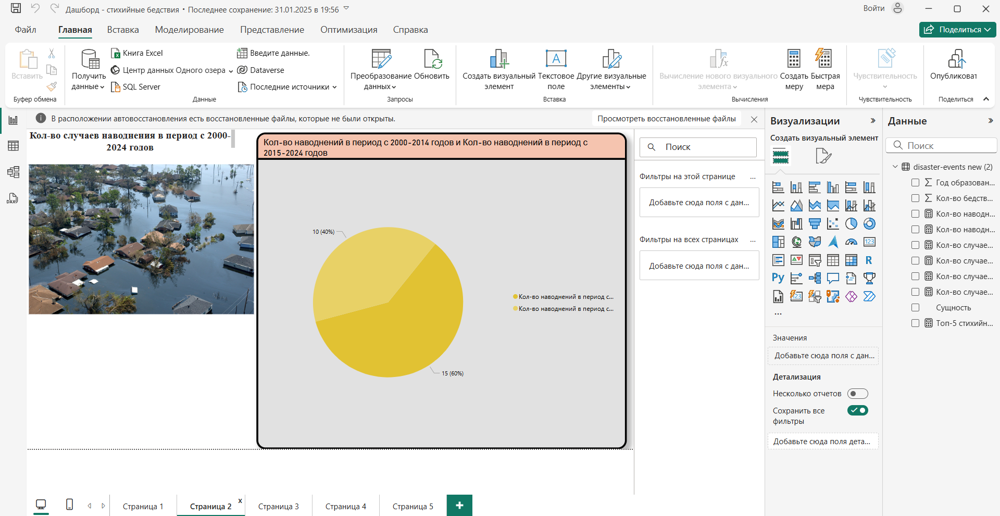 Дашборд - стихийные бедствия • Последнее сохранение: 31.01.2025 в 19:56
Войти
Файл
Главная
Вставка
Моделирование
Представление
Оптимизация
Справка
Поделиться
Вставить
Буфер обмена
Получить
данные
Книга Excel
Центр данных Одного озера
SQL Server
Введите данные.
Dataverse
Последние источники
Данные
Преобразование
данных
Обновить
Запросы
Создать визуальный
элемент
Текстовое
поле
Другие визуальные
элементы
Вставка
Вычисление нового визуального
элемента
Создать
меру
Быстрая
мера
Вычисления
Чувствительность
Чувствительность
Опубликоват
Поделиться
В расположении автовосстановления есть восстановленные файлы, которые не были открыты.
Просмотреть восстановленные файлы
Кол-во случаев наводнения в период с 2000-
2024 годов
Кол-во наводнений в период с 2000-2014 годов и Кол-во наводнений в период с
2015-2024 годов
10 (40%)
15 (60%)
Кол-во наводнений в период с...
Кол-во наводнений в период с...
Поиск
Фильтры на этой странице
...
Добавьте сюда поля с дан...
Фильтры на всех страницах
...
Добавьте сюда поля с дан...
Визуализации
Создать визуальный элемент
123
R
Py
123
...
Значения
Добавьте сюда поля с дан...
Детализация
Несколько отчетов
Сохранить все
фильтры
Добавьте сюда поля дета...
Данные
Поиск
disaster-events new (2)
Год образован...
Кол-во бедств...
Кол-во наводн...
Кол-во наводн...
Кол-во случае...
Кол-во случае...
Кол-во случае...
Кол-во случае...
Сущность
Топ-5 стихийн...
DAX
Страница 1
Страница 2
x
Страница 3
Страница 4
Страница 5